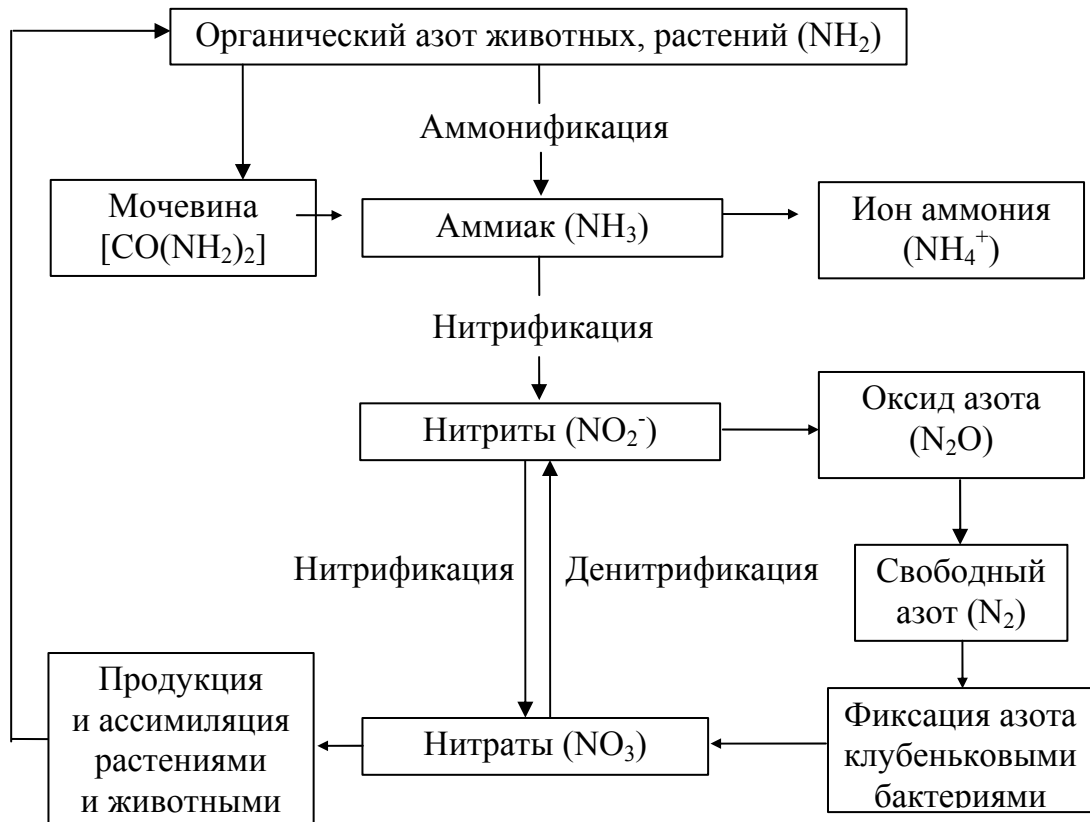 Органический азот животных, растений (NH₂)
Аммонификация
Мочевина
[CO(NH₂)₂]
Аммиак (NH₃)
Ион аммония
(NH₄⁺)
Нитрификация
Нитриты (NO₂⁻)
Оксид азота
(N₂O)
Нитрификация
Денитрификация
Свободный
азот (N₂)
Продукция
и ассимиляция
растениями
и животными
Нитраты (NO₃)
Фиксация азота
клубеньковыми
бактериями